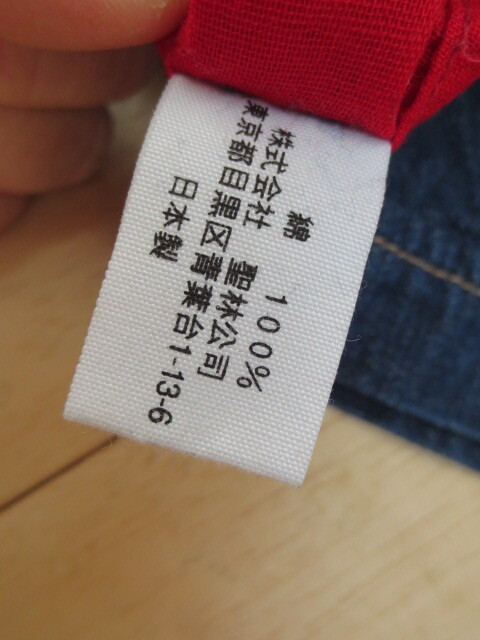 綿 100%
株式会社 聖林公司
東京都目黒区青葉台1-13-6
日本製